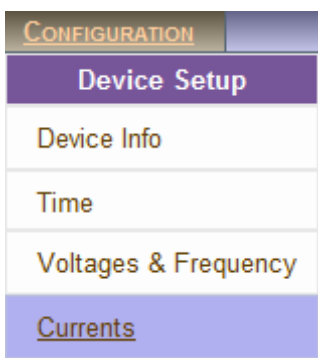 CONFIGURATION
Device Setup
Device Info
Time
Voltages & Frequency
Currents